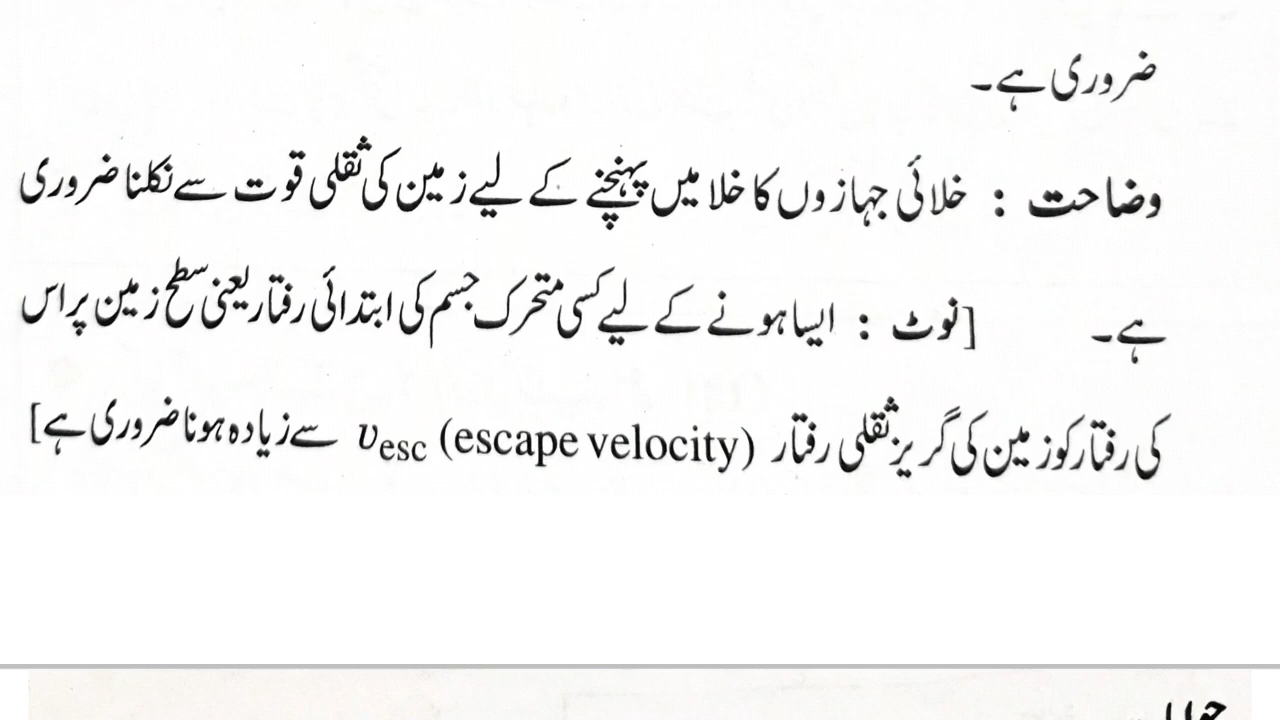 ضروری ہے۔
وضاحت : خلائی جہازوں کا خلا میں پہنچنے کے لیے زمین کی ثقلی قوت سے نکلنا ضروری
ہے۔ [نوٹ : ایسا ہونے کے لیے کسی متحرک جسم کی ابتدائی رفتار یعنی سطح زمین پر اس
کی رفتار کو زمین کی گریز ثقلی رفتار vesc (escape velocity) سے زیادہ ہونا ضروری ہے]